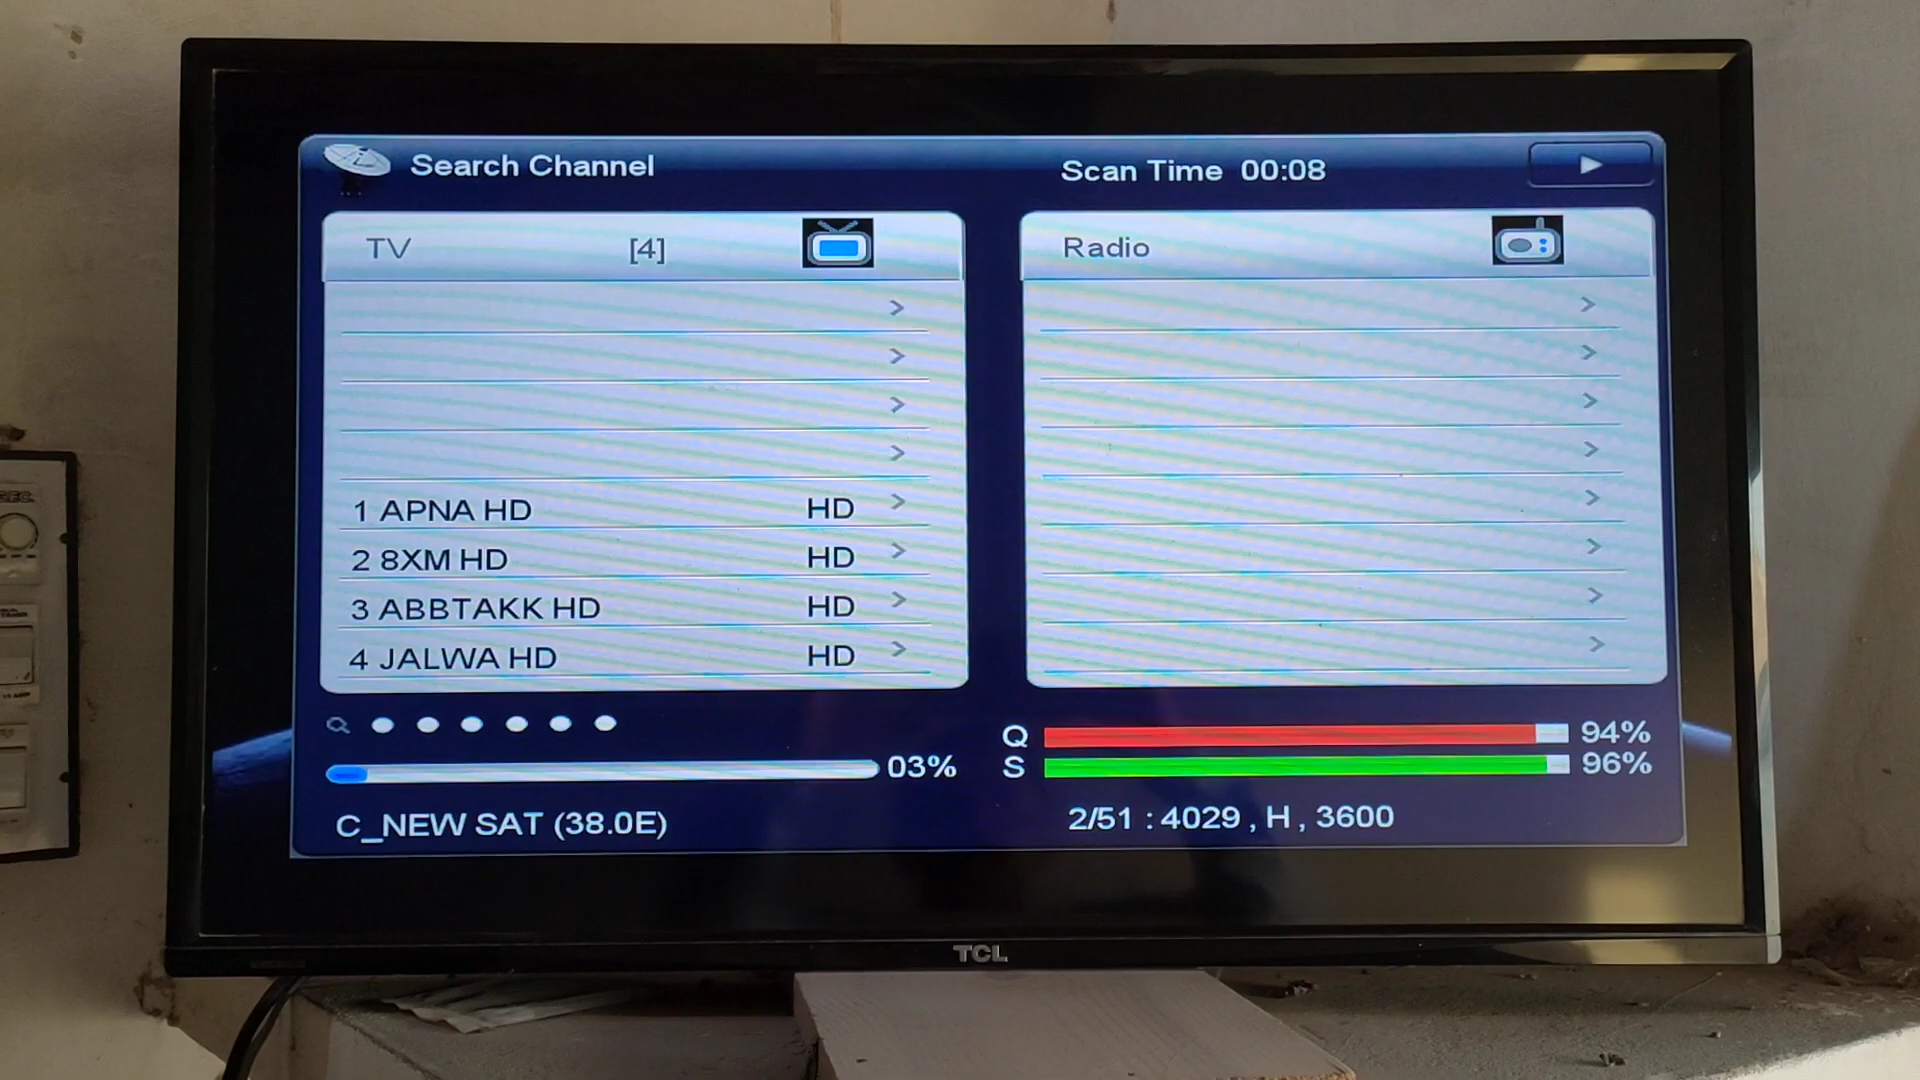 Search Channel
Scan Time 00:08
TV [4]
Radio
1 APNA HD HD >
2 8XM HD HD >
3 ABBTAKK HD HD >
4 JALWA HD HD >
03%
Q 94%
S 96%
C_NEW SAT (38.0E)
2/51 : 4029 , H , 3600
TCL